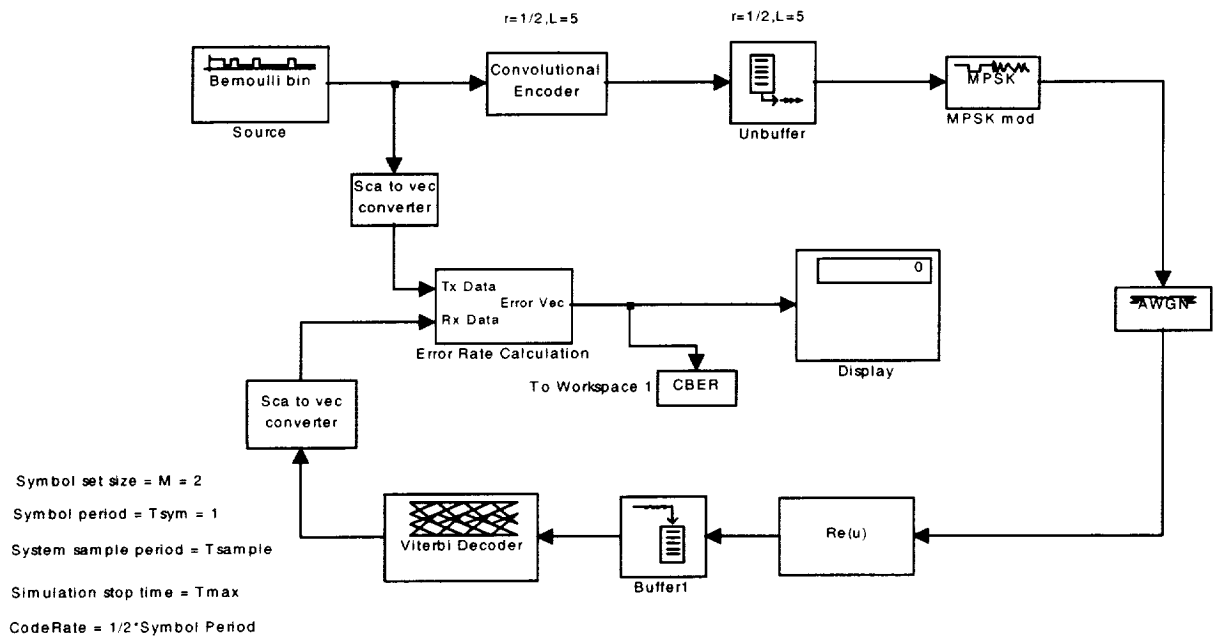 r=1/2,L=5
r=1/2,L=5
Bernoulli bin
Source
Convolutional
Encoder
Unbuffer
MPSK
MPSK mod
Sca to vec
converter
Tx Data
Error Vec
Rx Data
Error Rate Calculation
0
Display
AWGN
To Workspace 1
CBER
Sca to vec
converter
Symbol set size = M = 2
Symbol period = Tsym = 1
System sample period = Tsample
Simulation stop time = Tmax
CodeRate = 1/2*Symbol Period
Viterbi Decoder
Buffer1
Re(u)